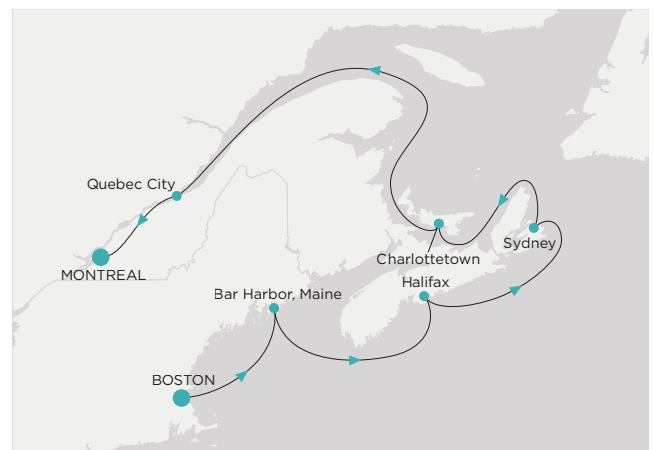 Quebec City
Sydney
Charlottetown
MONTREAL
Halifax
Bar Harbor, Maine
BOSTON